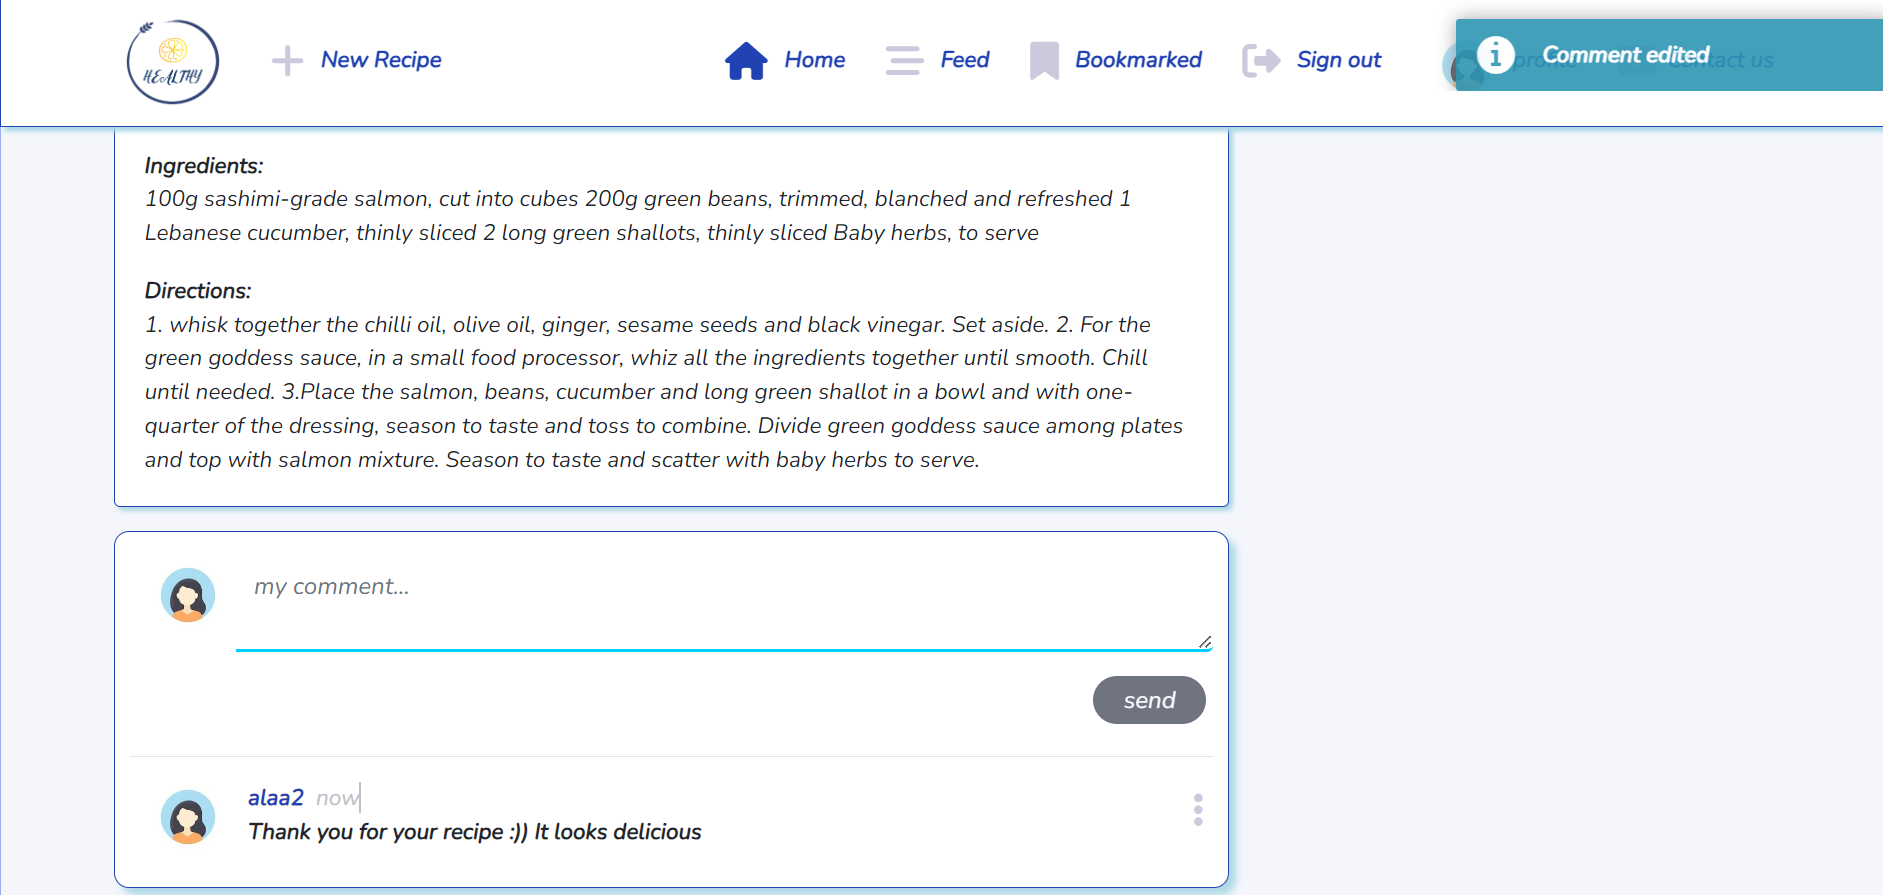 HEALTHY
New Recipe
Home
Feed
Bookmarked
Sign out
profile
Contact us
Comment edited
Ingredients:
100g sashimi-grade salmon, cut into cubes 200g green beans, trimmed, blanched and refreshed 1
Lebanese cucumber, thinly sliced 2 long green shallots, thinly sliced Baby herbs, to serve
Directions:
1. whisk together the chilli oil, olive oil, ginger, sesame seeds and black vinegar. Set aside. 2. For the
green goddess sauce, in a small food processor, whiz all the ingredients together until smooth. Chill
until needed. 3.Place the salmon, beans, cucumber and long green shallot in a bowl and with one-
quarter of the dressing, season to taste and toss to combine. Divide green goddess sauce among plates
and top with salmon mixture. Season to taste and scatter with baby herbs to serve.
my comment...
send
alaa2 now
Thank you for your recipe :)) It looks delicious